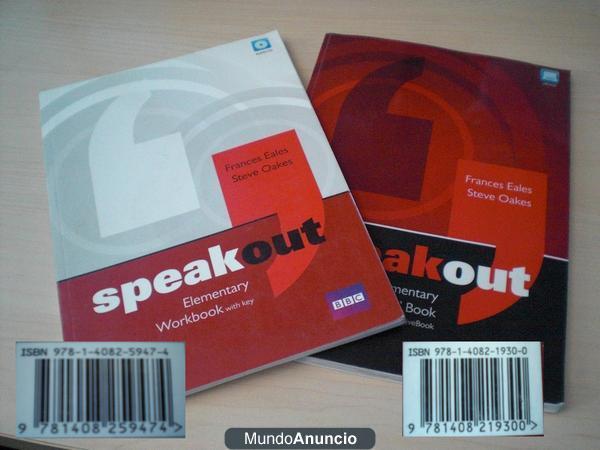 Frances Eales
Steve Oakes
speakout
Elementary
Workbook with key
BBC
Frances Eales
Steve Oakes
akout
mentary
Book
iveBook
ISBN 978-1-4082-5947-4
9 781408 259474
ISBN 978-1-4082-1930-0
9 781408 219300
MundoAnuncio